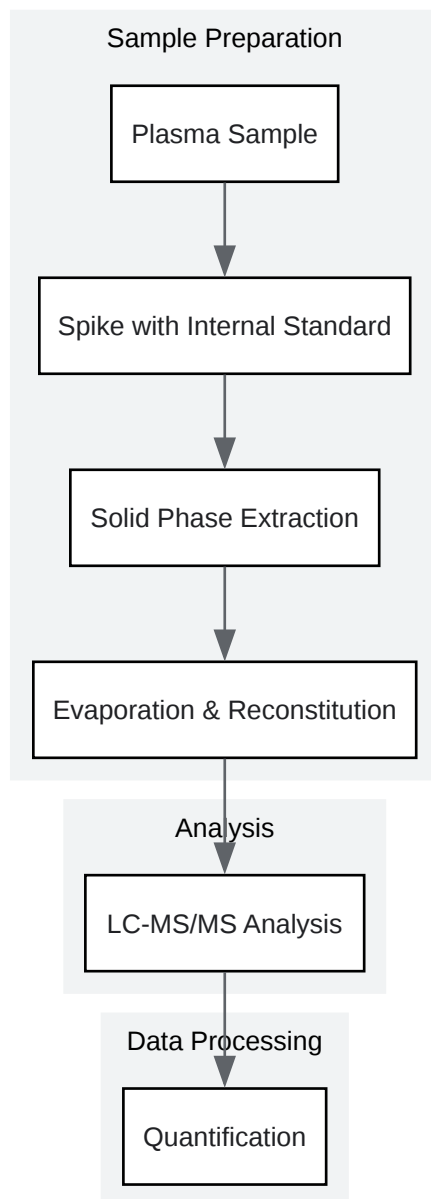 Sample Preparation
Plasma Sample
Spike with Internal Standard
Solid Phase Extraction
Evaporation & Reconstitution
Analysis
LC-MS/MS Analysis
Data Processing
Quantification